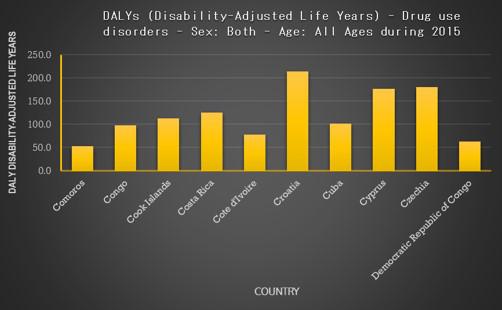 DALYs (Disability-Adjusted Life Years) - Drug use
disorders - Sex: Both - Age: All Ages during 2015
DALY DISABILITY-ADJUSTED LIFE YEARS
250.0
200.0
150.0
100.0
50.0
0.0
Comoros
Congo
Cook Islands
Costa Rica
Cote d'Ivoire
Croatia
Cuba
Cyprus
Czechia
Democratic Republic of Congo
COUNTRY